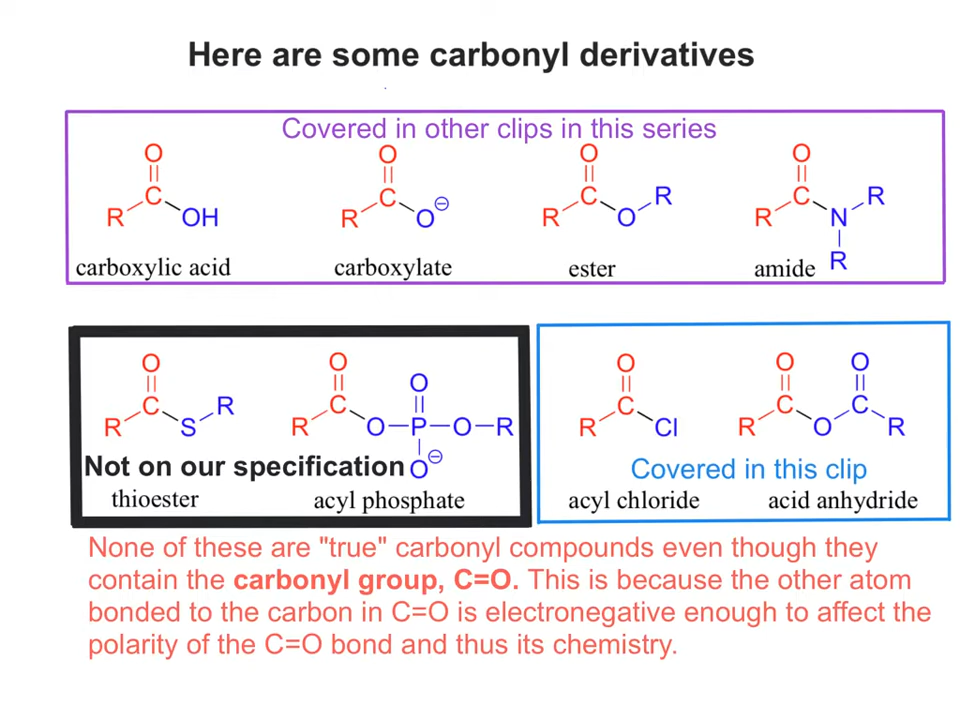 Here are some carbonyl derivatives
Covered in other clips in this series
O O O O
C C C C
R OH R O⊖ R O R R N R
R
carboxylic acid carboxylate ester amide
O O O O O O
C C P C C C
R S R R O O R R Cl R O R
O⊖
Not on our specification
Covered in this clip
thioester acyl phosphate acyl chloride acid anhydride
None of these are "true" carbonyl compounds even though they
contain the carbonyl group, C=O. This is because the other atom
bonded to the carbon in C=O is electronegative enough to affect the
polarity of the C=O bond and thus its chemistry.